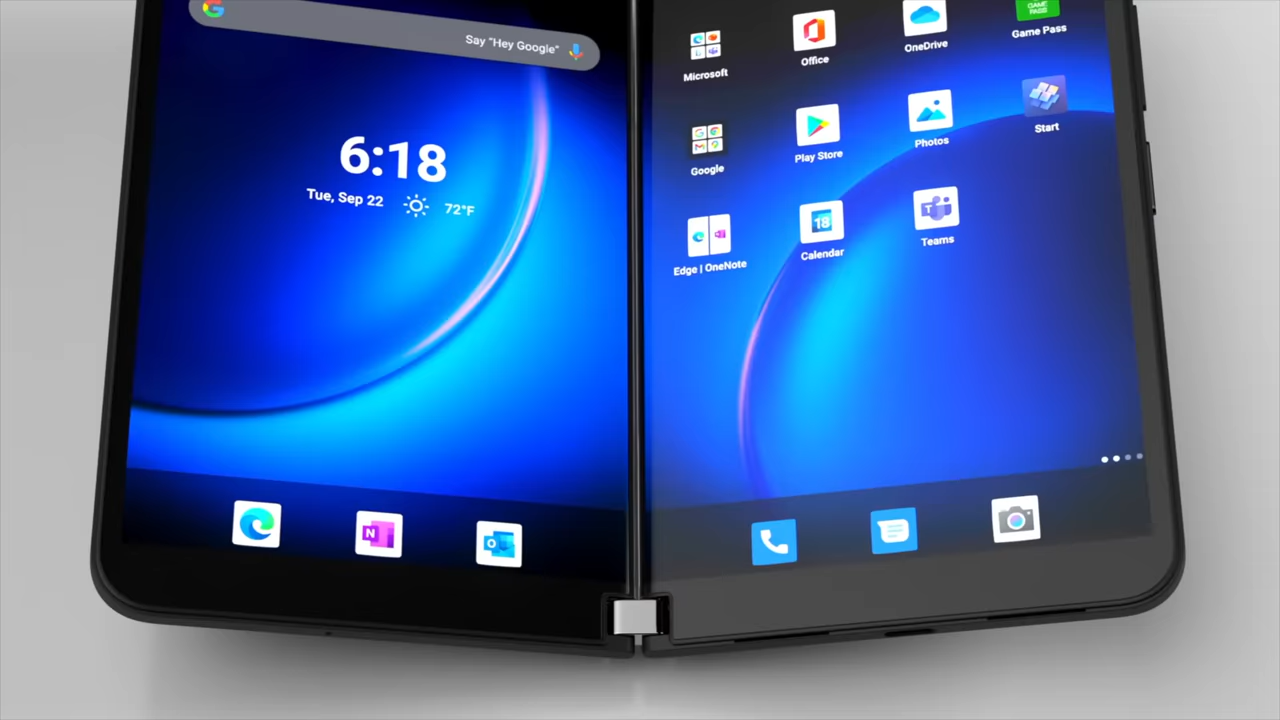 Say "Hey Google"
6:18
Tue, Sep 22
72°F
Microsoft
Office
OneDrive
GAME PASS
Game Pass
Google
Play Store
Photos
Start
Edge | OneNote
18
Calendar
Teams
N
O